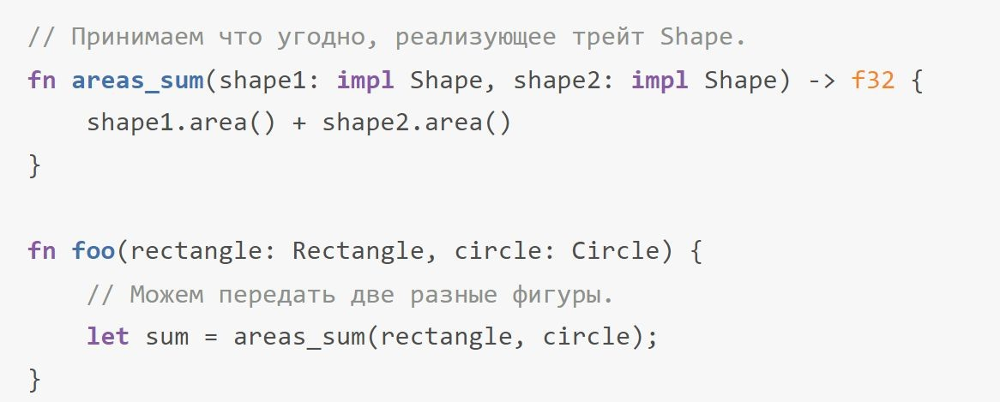 // Принимаем что угодно, реализующее трейт Shape.
fn areas_sum(shape1: impl Shape, shape2: impl Shape) -> f32 {
    shape1.area() + shape2.area()
}

fn foo(rectangle: Rectangle, circle: Circle) {
    // Можем передать две разные фигуры.
    let sum = areas_sum(rectangle, circle);
}